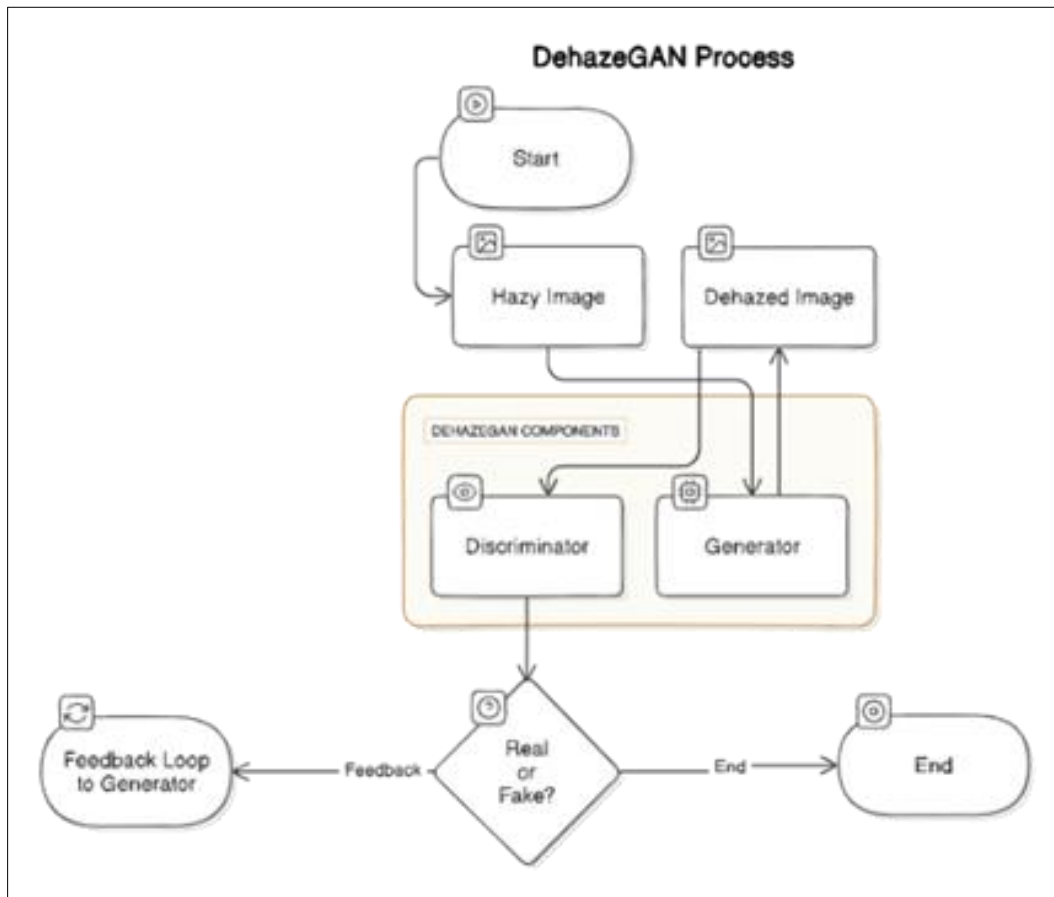 DehazeGAN Process
Start
Hazy Image
Dehazed Image
DEHAZEGAN COMPONENTS
Discriminator
Generator
Real
or
Fake?
Feedback
End
Feedback Loop
to Generator
End